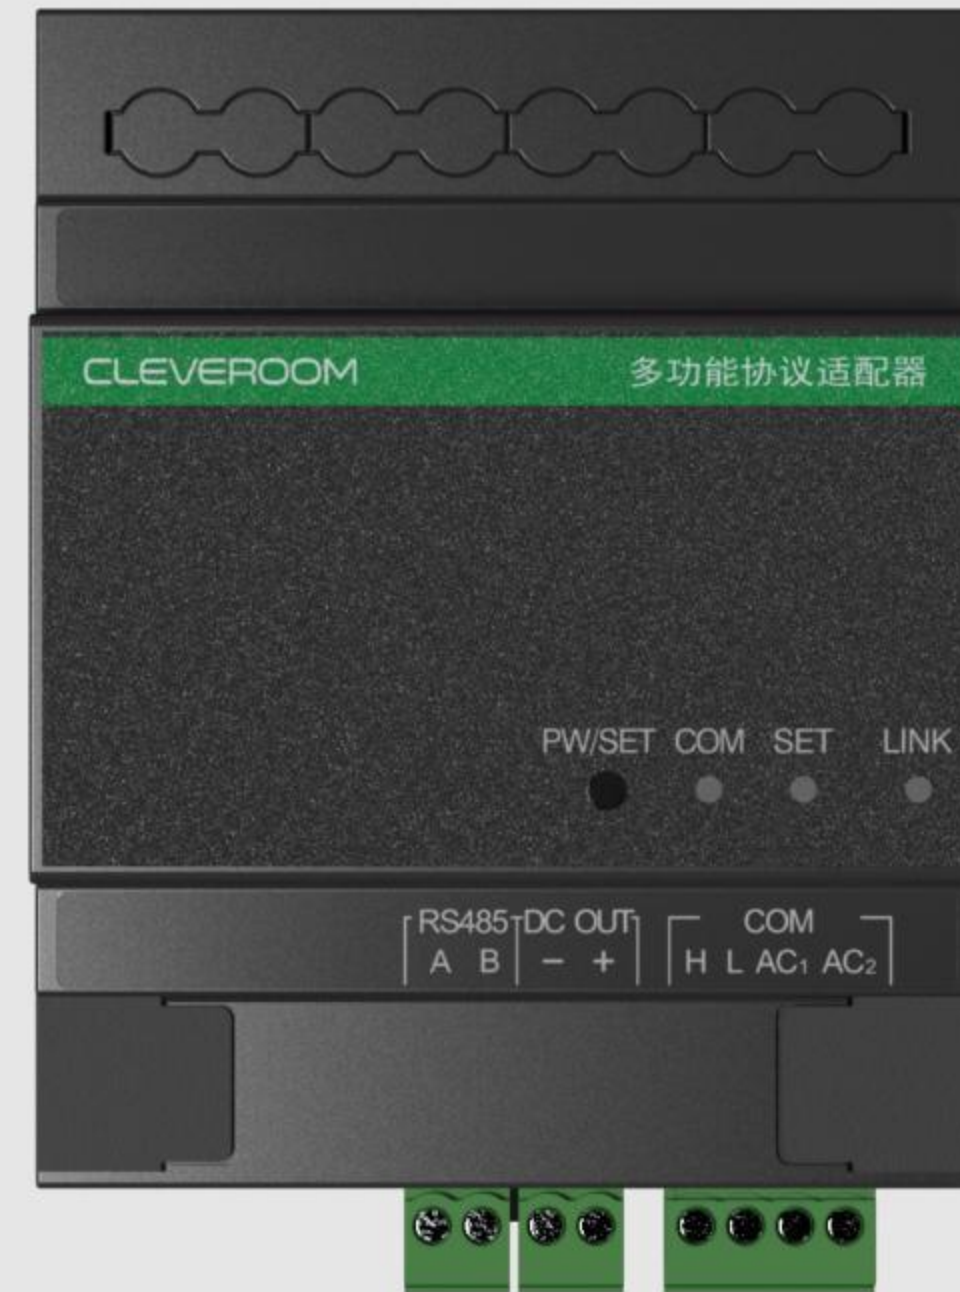 CLEVEROOM 多功能协议适配器
PW/SET COM SET LINK
RS485 DC OUT COM
A B − + H L AC₁ AC₂